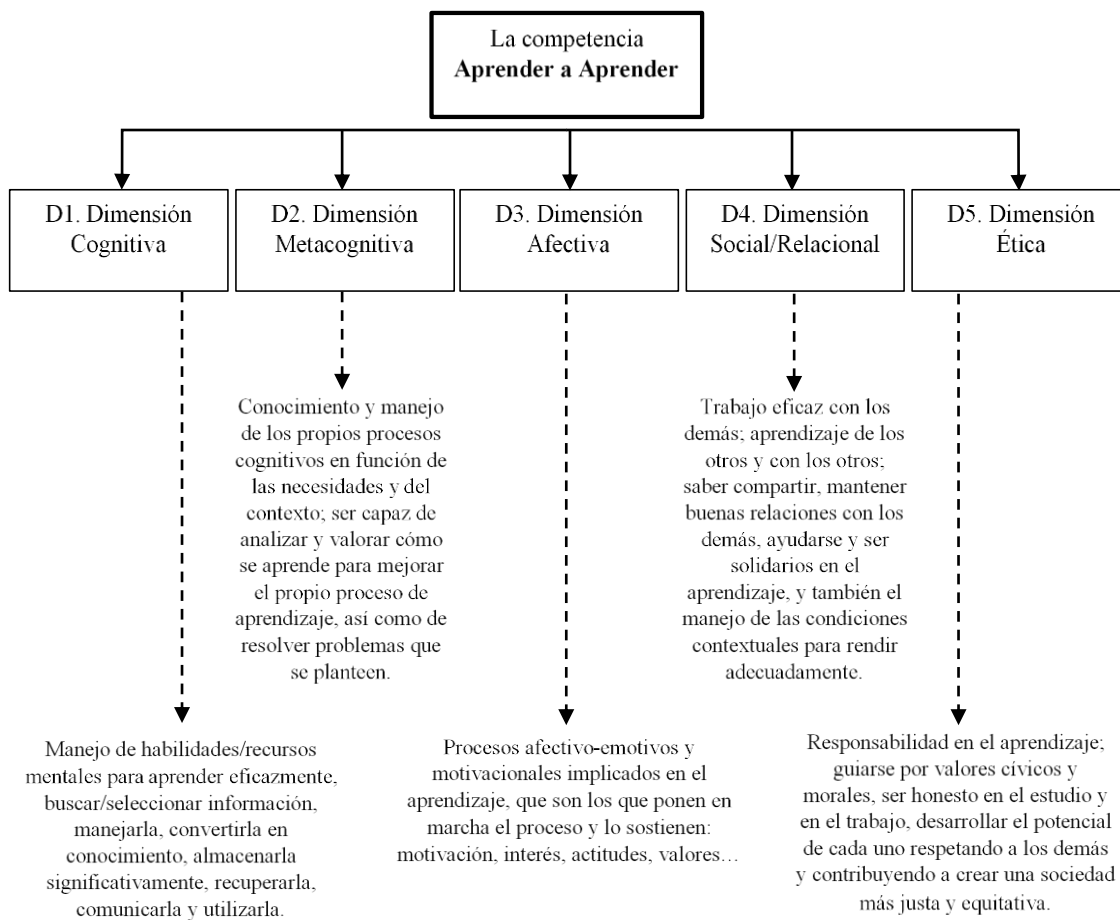 La competencia
Aprender a Aprender
D1. Dimensión
Cognitiva
D2. Dimensión
Metacognitiva
D3. Dimensión
Afectiva
D4. Dimensión
Social/Relacional
D5. Dimensión
Ética
Conocimiento y manejo
de los propios procesos
cognitivos en función de
las necesidades y del
contexto; ser capaz de
analizar y valorar cómo
se aprende para mejorar
el propio proceso de
aprendizaje, así como de
resolver problemas que
se planteen.
Trabajo eficaz con los
demás; aprendizaje de los
otros y con los otros;
saber compartir, mantener
buenas relaciones con los
demás, ayudarse y ser
solidarios en el
aprendizaje, y también el
manejo de las condiciones
contextuales para rendir
adecuadamente.
Manejo de habilidades/recursos
mentales para aprender eficazmente,
buscar/seleccionar información,
manejarla, convertirla en
conocimiento, almacenarla
significativamente, recuperarla,
comunicarla y utilizarla.
Procesos afectivo-emotivos y
motivacionales implicados en el
aprendizaje, que son los que ponen en
marcha el proceso y lo sostienen:
motivación, interés, actitudes, valores…
Responsabilidad en el aprendizaje;
guiarse por valores cívicos y
morales, ser honesto en el estudio y
en el trabajo, desarrollar el potencial
de cada uno respetando a los demás
y contribuyendo a crear una sociedad
más justa y equitativa.